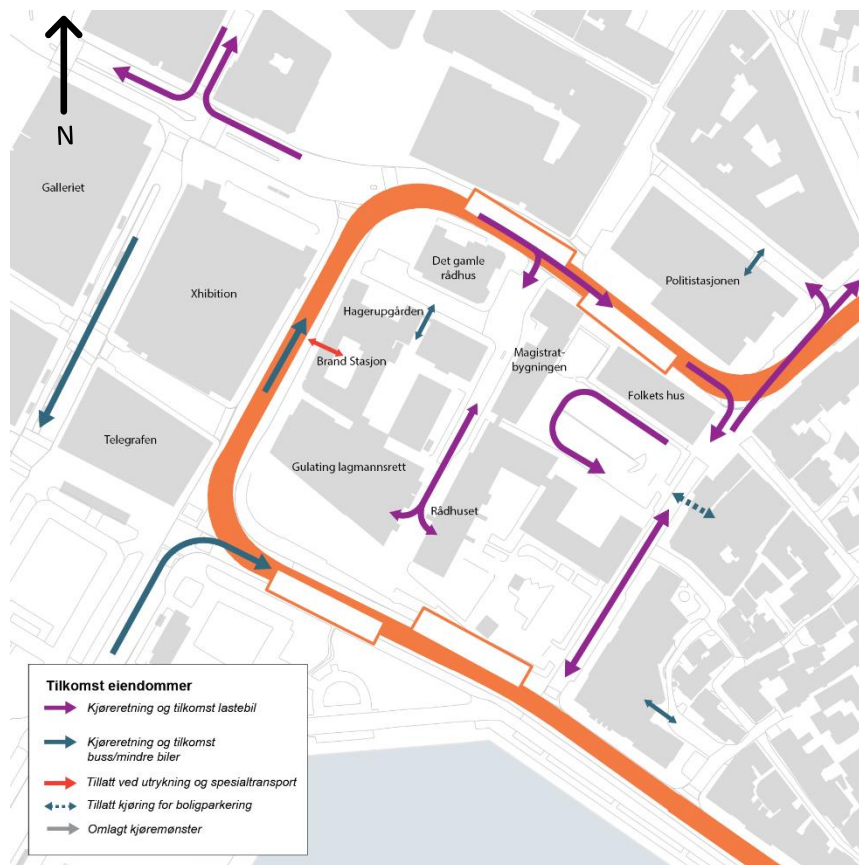 N
Galleriet
Xhibition
Det gamle
rådhus
Hagerupgården
Brand Stasjon
Politistasjonen
Magistrat-
bygningen
Folkets hus
Telegrafen
Gulating lagmannsrett
Rådhuset
Tilkomst eiendommer
Kjøreretning og tilkomst lastebil
Kjøreretning og tilkomst
buss/mindre biler
Tillatt ved utrykning og spesialtransport
Tillatt kjøring for boligparkering
Omlagt kjøremønster